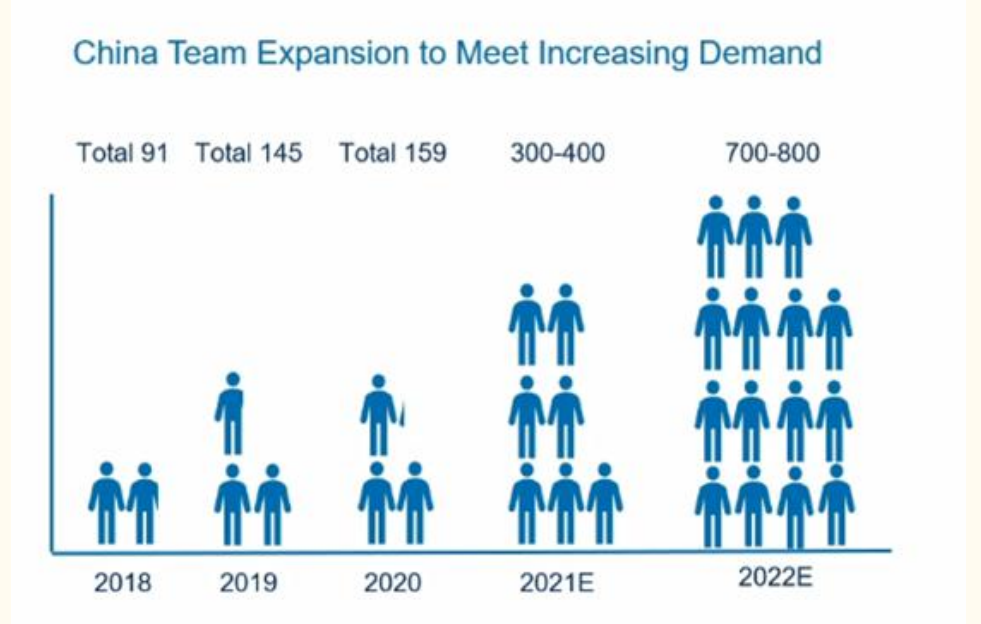 China Team Expansion to Meet Increasing Demand
Total 91 Total 145 Total 159 300-400 700-800
2018 2019 2020 2021E 2022E